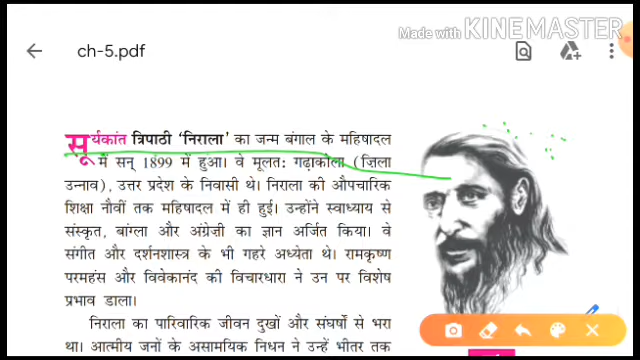 Made with KINEMASTER
ch-5.pdf
सूर्यकांत त्रिपाठी 'निराला' का जन्म बंगाल के महिषादल
में सन् 1899 में हुआ। वे मूलतः गढ़ाकोला (ज़िला
उन्नाव), उत्तर प्रदेश के निवासी थे। निराला की औपचारिक
शिक्षा नौवीं तक महिषादल में ही हुई। उन्होंने स्वाध्याय से
संस्कृत, बांग्ला और अंग्रेज़ी का ज्ञान अर्जित किया। वे
संगीत और दर्शनशास्त्र के भी गहरे अध्येता थे। रामकृष्ण
परमहंस और विवेकानंद की विचारधारा ने उन पर विशेष
प्रभाव डाला।
निराला का पारिवारिक जीवन दुखों और संघर्षों से भरा
था। आत्मीय जनों के असामयिक निधन ने उन्हें भीतर तक